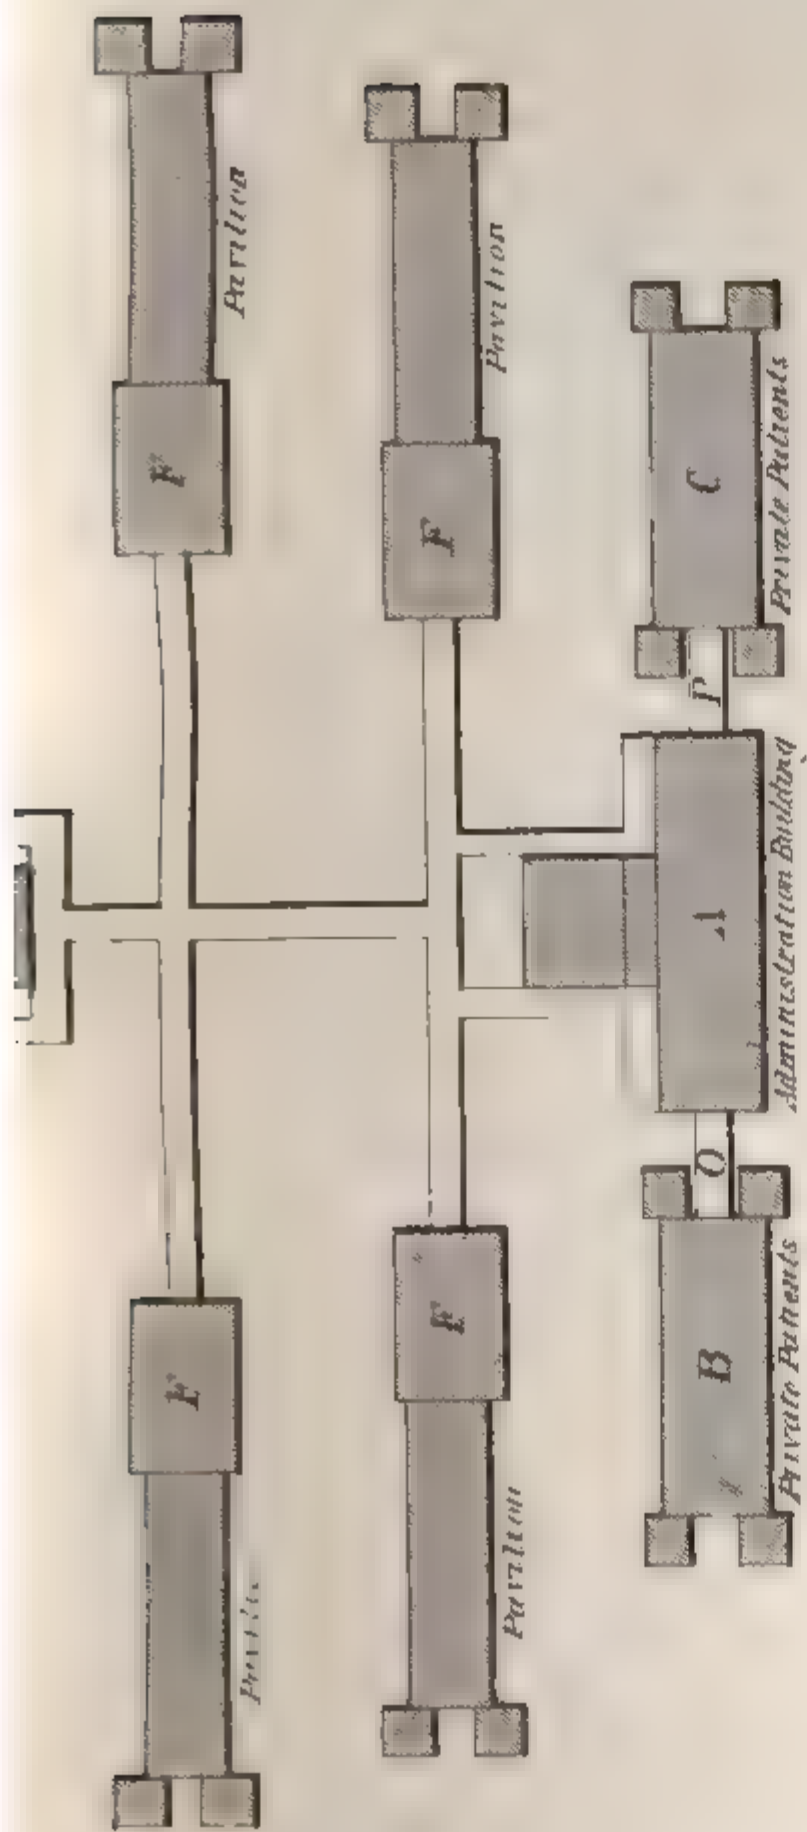 Pavilion
F
Pavilion
F
Private Patients
C
P
Administration Building
A
O
Private Patients
B
F
Pavilion
F